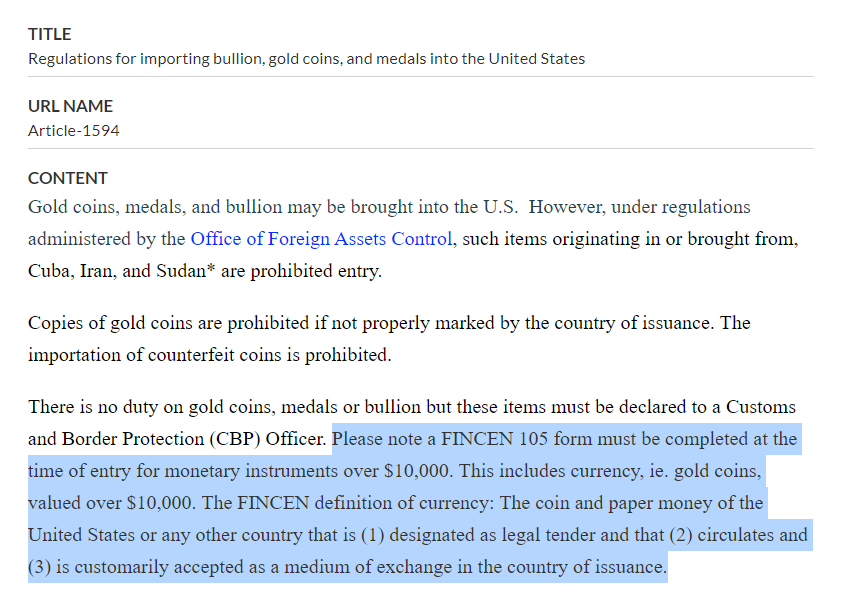 TITLE
Regulations for importing bullion, gold coins, and medals into the United States
URL NAME
Article-1594
CONTENT
Gold coins, medals, and bullion may be brought into the U.S.  However, under regulations
administered by the Office of Foreign Assets Control, such items originating in or brought from,
Cuba, Iran, and Sudan* are prohibited entry.
Copies of gold coins are prohibited if not properly marked by the country of issuance. The
importation of counterfeit coins is prohibited.
There is no duty on gold coins, medals or bullion but these items must be declared to a Customs
and Border Protection (CBP) Officer. Please note a FINCEN 105 form must be completed at the
time of entry for monetary instruments over $10,000. This includes currency, ie. gold coins,
valued over $10,000. The FINCEN definition of currency: The coin and paper money of the
United States or any other country that is (1) designated as legal tender and that (2) circulates and
(3) is customarily accepted as a medium of exchange in the country of issuance.